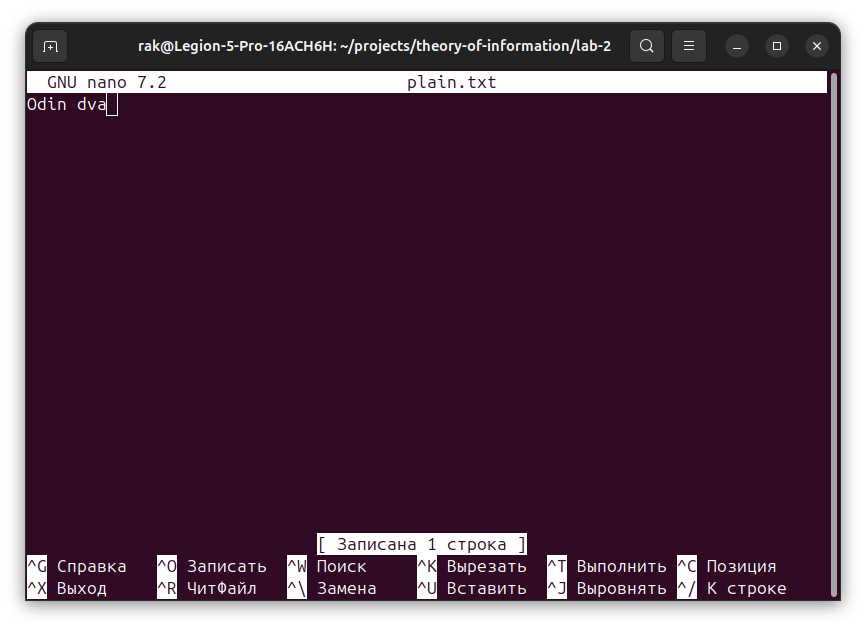 rak@Legion-5-Pro-16ACH6H: ~/projects/theory-of-information/lab-2
GNU nano 7.2 plain.txt
Odin dva
[ Записана 1 строка ]
^G Справка ^O Записать ^W Поиск ^K Вырезать ^T Выполнить ^C Позиция
^X Выход ^R ЧитФайл ^\ Замена ^U Вставить ^J Выровнять ^/ К строке